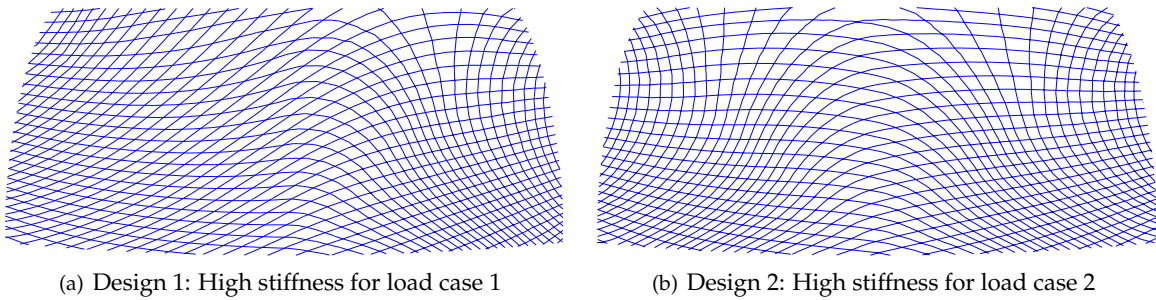 (a) Design 1: High stiffness for load case 1
(b) Design 2: High stiffness for load case 2